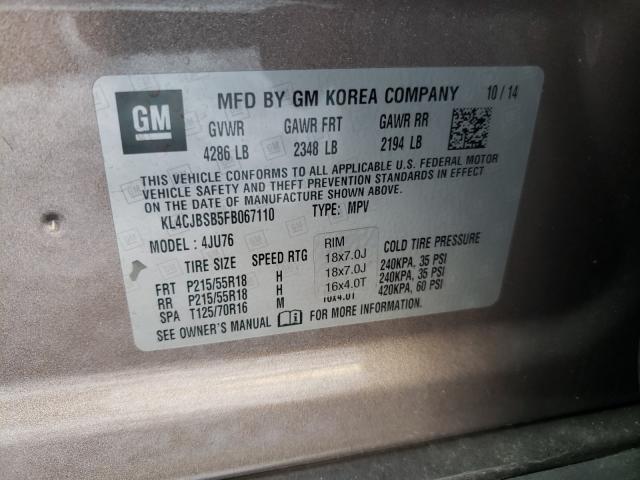 GM
MFD BY GM KOREA COMPANY 10/14
GVWR GAWR FRT GAWR RR
4286 LB 2348 LB 2194 LB
THIS VEHICLE CONFORMS TO ALL APPLICABLE U.S. FEDERAL MOTOR
VEHICLE SAFETY AND THEFT PREVENTION STANDARDS IN EFFECT
ON THE DATE OF MANUFACTURE SHOWN ABOVE.
KL4CJBSB5FB067110 TYPE: MPV
MODEL : 4JU76
TIRE SIZE SPEED RTG RIM COLD TIRE PRESSURE
FRT P215/55R18 H 18x7.0J 240KPA, 35 PSI
RR P215/55R18 H 18x7.0J 240KPA, 35 PSI
SPA T125/70R16 M 16x4.0T 420KPA, 60 PSI
SEE OWNER'S MANUAL FOR MORE INFORMATION.